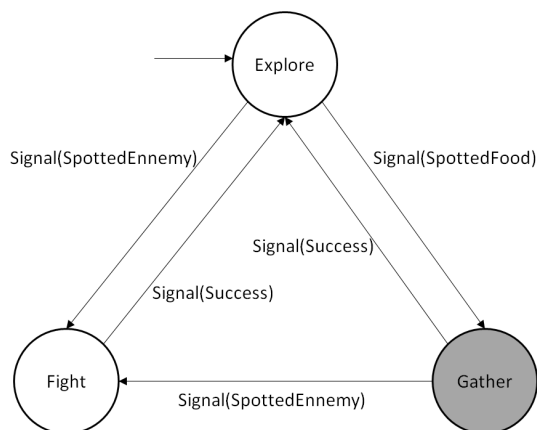 Explore
Signal(SpottedEnnemy)
Signal(SpottedFood)
Signal(Success)
Signal(Success)
Fight
Gather
Signal(SpottedEnnemy)